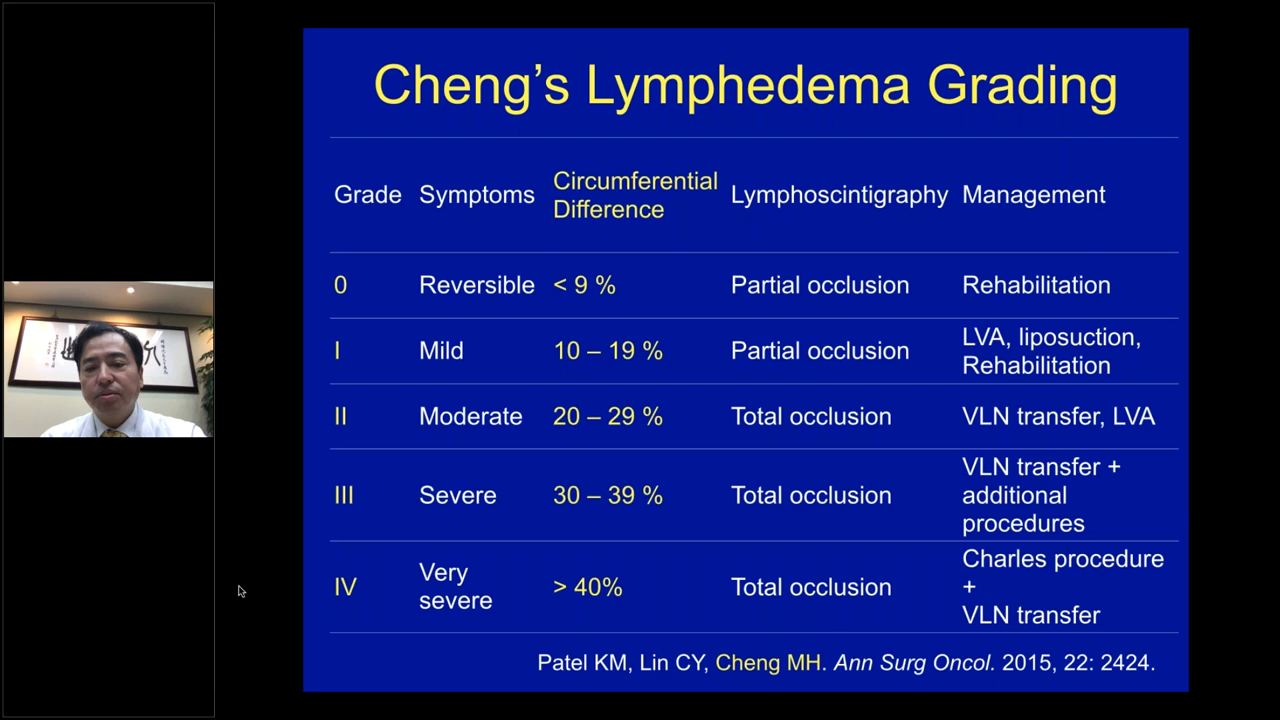 Cheng's Lymphedema Grading
Grade Symptoms Circumferential Difference Lymphoscintigraphy Management
0 Reversible < 9 % Partial occlusion Rehabilitation
I Mild 10 – 19 % Partial occlusion LVA, liposuction, Rehabilitation
II Moderate 20 – 29 % Total occlusion VLN transfer, LVA
III Severe 30 – 39 % Total occlusion VLN transfer + additional procedures
IV Very severe > 40% Total occlusion Charles procedure + VLN transfer
Patel KM, Lin CY, Cheng MH. Ann Surg Oncol. 2015, 22: 2424.